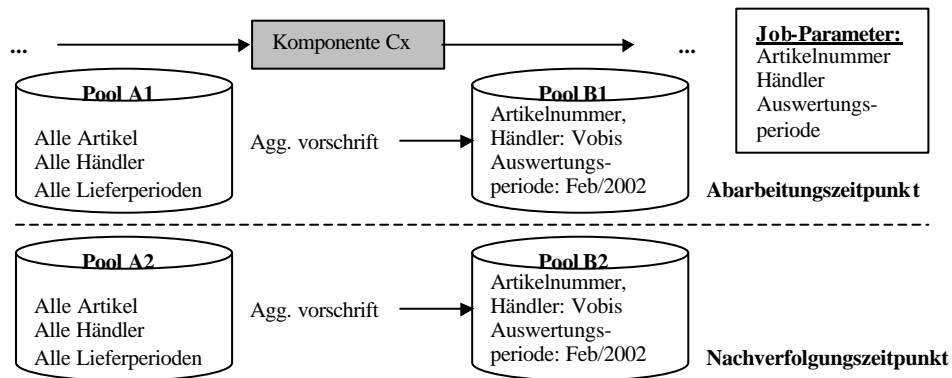 ...
Komponente Cx
...
Job-Parameter:
Artikelnummer
Händler
Auswertungs-
periode
Pool A1
Alle Artikel
Alle Händler
Alle Lieferperioden
Agg. vorschrift
Pool B1
Artikelnummer,
Händler: Vobis
Auswertungs-
periode: Feb/2002
Abarbeitungszeitpunkt
Pool A2
Alle Artikel
Alle Händler
Alle Lieferperioden
Agg. vorschrift
Pool B2
Artikelnummer,
Händler: Vobis
Auswertungs-
periode: Feb/2002
Nachverfolgungszeitpunkt